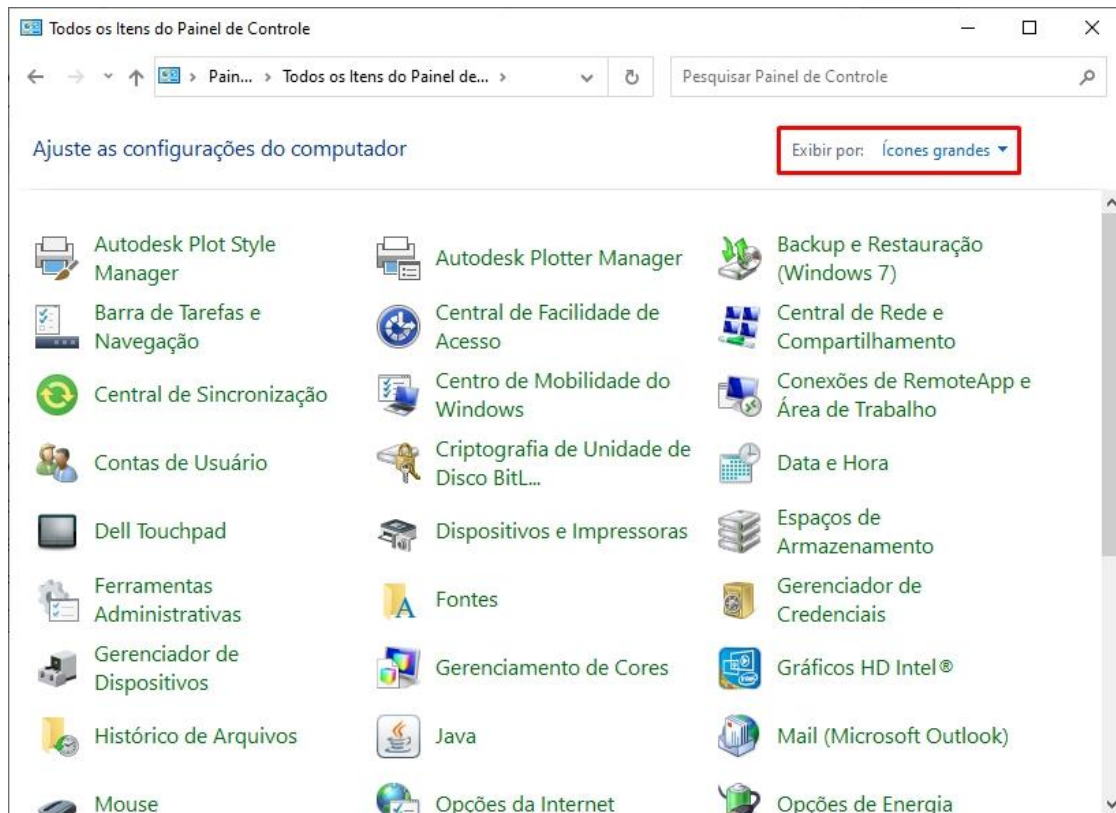 Todos os Itens do Painel de Controle
Pain... > Todos os Itens do Painel de... >
Pesquisar Painel de Controle
Ajuste as configurações do computador
Exibir por: Ícones grandes
Autodesk Plot Style
Manager
Autodesk Plotter Manager
Backup e Restauração
(Windows 7)
Barra de Tarefas e
Navegação
Central de Facilidade de
Acesso
Central de Rede e
Compartilhamento
Central de Sincronização
Centro de Mobilidade do
Windows
Conexões de RemoteApp e
Área de Trabalho
Contas de Usuário
Criptografia de Unidade de
Disco BitL...
Data e Hora
Dell Touchpad
Dispositivos e Impressoras
Espaços de
Armazenamento
Ferramentas
Administrativas
Fontes
Gerenciador de
Credenciais
Gerenciador de
Dispositivos
Gerenciamento de Cores
Gráficos HD Intel®
Histórico de Arquivos
Java
Mail (Microsoft Outlook)
Mouse
Opções da Internet
Opções de Energia